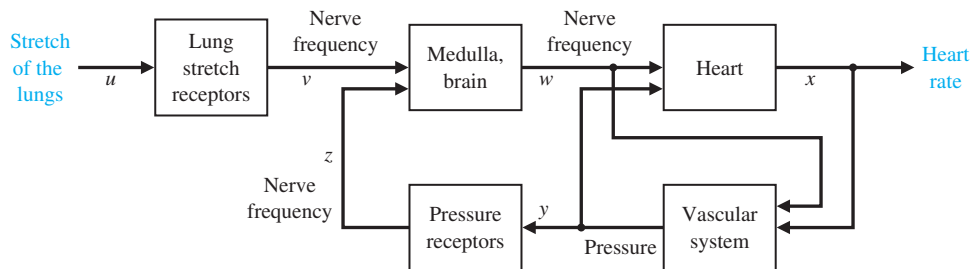 Stretch
of the
lungs
u
Lung
stretch
receptors
Nerve
frequency
v
Medulla,
brain
Nerve
frequency
w
Heart
x
Heart
rate
z
Nerve
frequency
Pressure
receptors
y
Pressure
Vascular
system